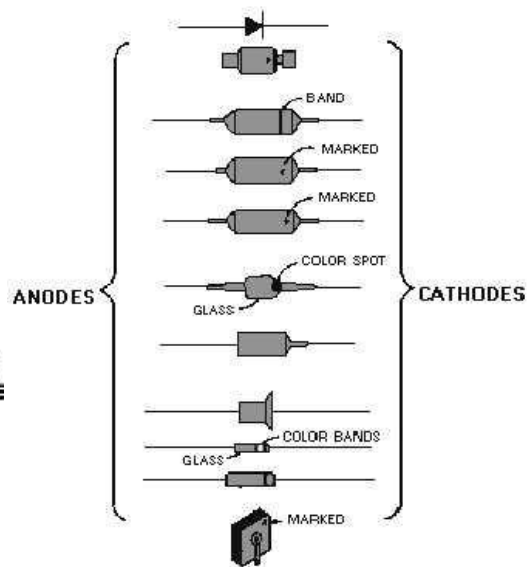 BAND
MARKED
MARKED
COLOR SPOT
ANODES
CATHODES
GLASS
COLOR BANDS
GLASS
MARKED